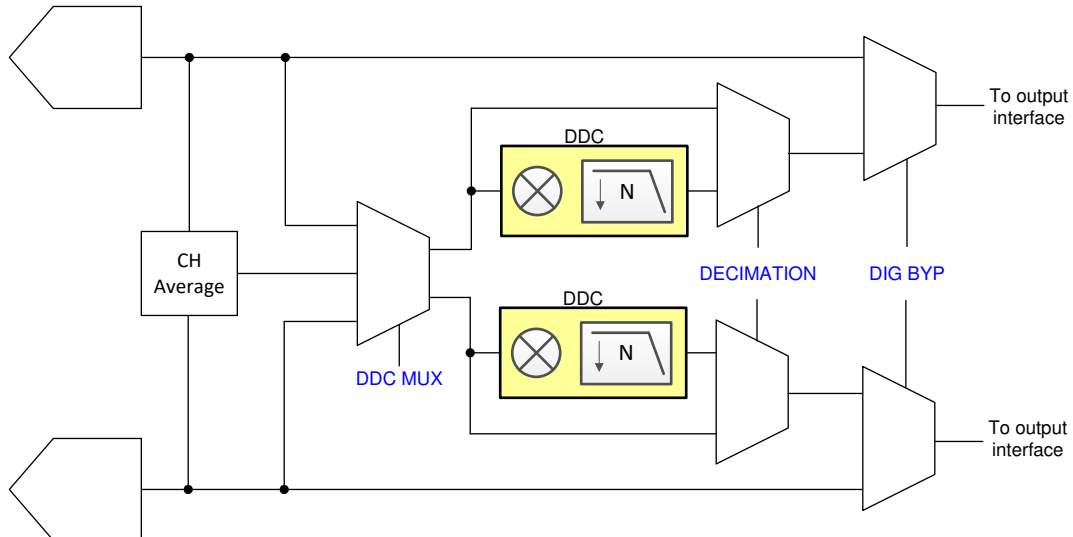 To output
interface
DDC
N
CH
Average
DECIMATION
DIG BYP
DDC
N
DDC MUX
To output
interface